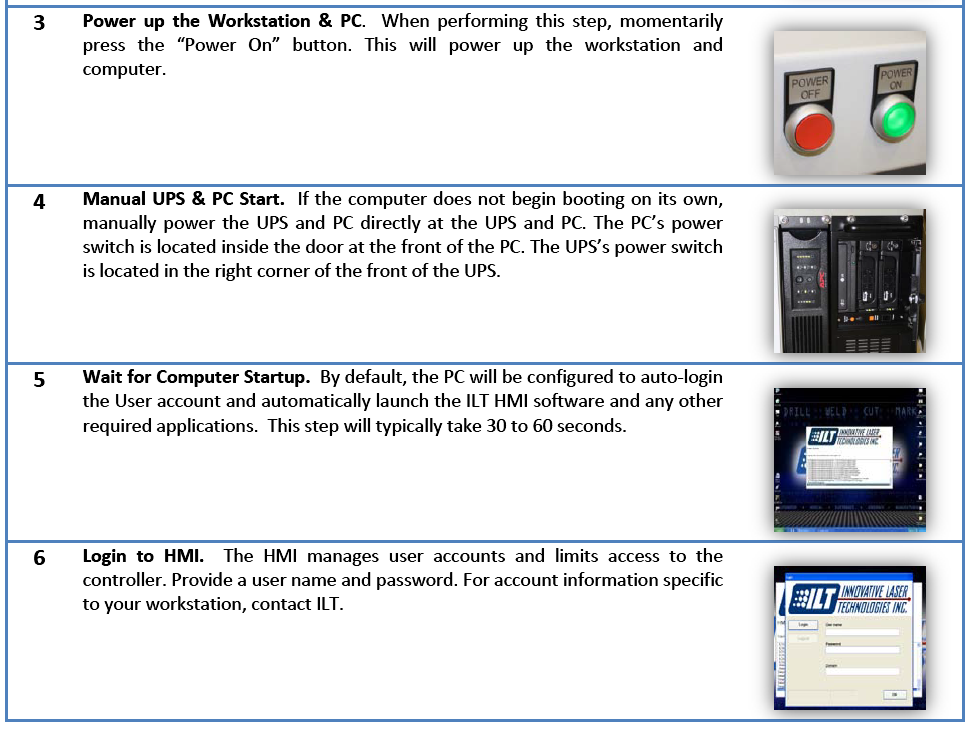 3
Power up the Workstation & PC. When performing this step, momentarily
press the “Power On” button. This will power up the workstation and
computer.
POWER
OFF
POWER
ON
4
Manual UPS & PC Start. If the computer does not begin booting on its own,
manually power the UPS and PC directly at the UPS and PC. The PC’s power
switch is located inside the door at the front of the PC. The UPS’s power switch
is located in the right corner of the front of the UPS.
5
Wait for Computer Startup. By default, the PC will be configured to auto-login
the User account and automatically launch the ILT HMI software and any other
required applications. This step will typically take 30 to 60 seconds.
DRILL WELD CUT MARK
ILT INNOVATIVE LASER
TECHNOLOGIES INC.
6
Login to HMI. The HMI manages user accounts and limits access to the
controller. Provide a user name and password. For account information specific
to your workstation, contact ILT.
ILT INNOVATIVE LASER
TECHNOLOGIES INC.
Login
User name
Password
Domain
OK